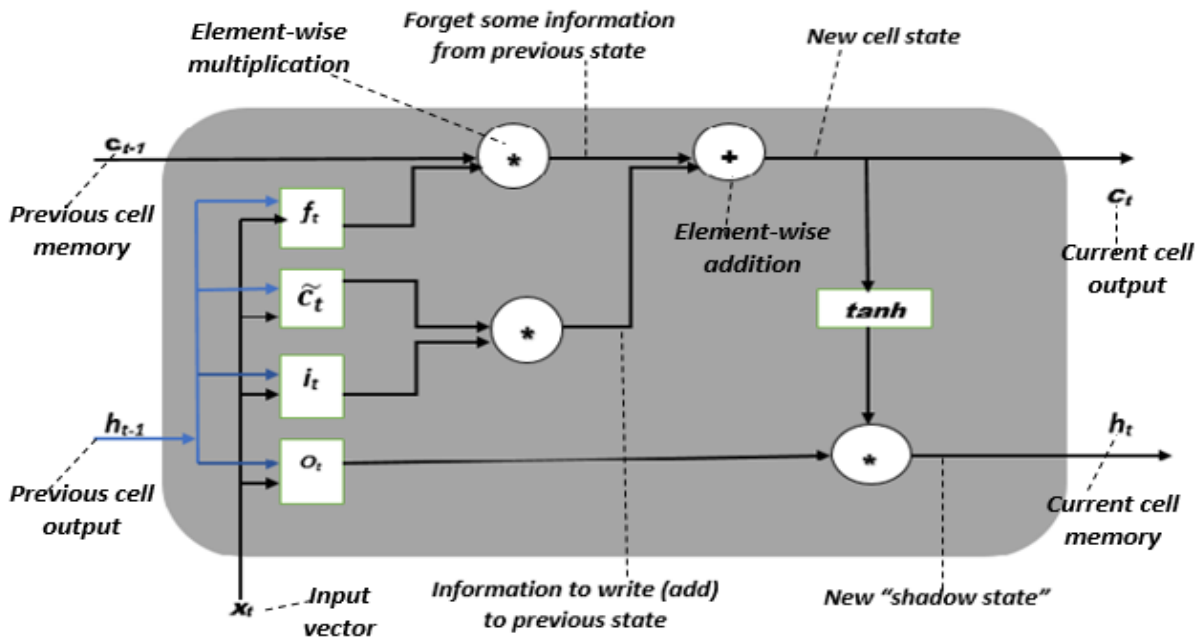 Element-wise
multiplication
Forget some information
from previous state
New cell state
c_{t-1}
*
+
Previous cell
memory
f_t
Element-wise
addition
c_t
Current cell
output
c̃_t
*
tanh
i_t
h_{t-1}
o_t
*
h_t
Previous cell
output
Current cell
memory
x_t
Input
vector
Information to write (add)
to previous state
New “shadow state”